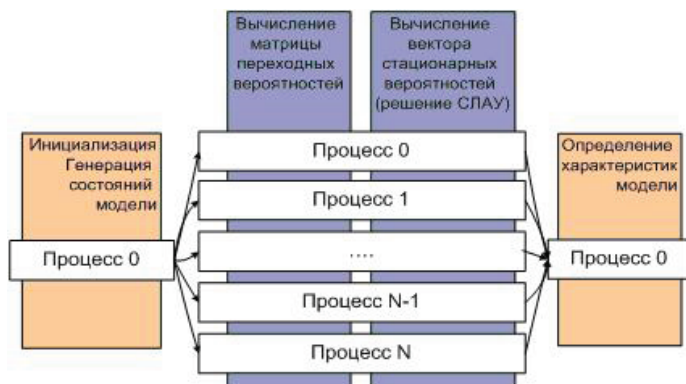 Вычисление
матрицы
переходных
вероятностей
Вычисление
вектора
стационарных
вероятностей
(решение СЛАУ)
Инициализация
Генерация
состояний
модели
Процесс 0
Процесс 0
Процесс 1
....
Процесс N-1
Процесс N
Определение
характеристик
модели
Процесс 0